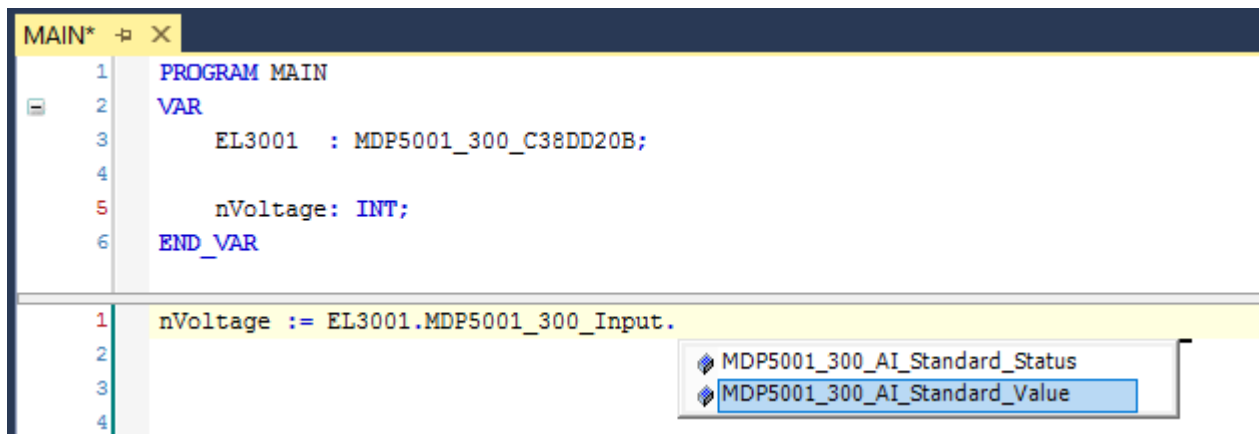 MAIN*
1 PROGRAM MAIN
2 VAR
3 EL3001 : MDP5001_300_C38DD20B;
4
5 nVoltage: INT;
6 END_VAR
1 nVoltage := EL3001.MDP5001_300_Input.
2 MDP5001_300_AI_Standard_Status
3 MDP5001_300_AI_Standard_Value
4